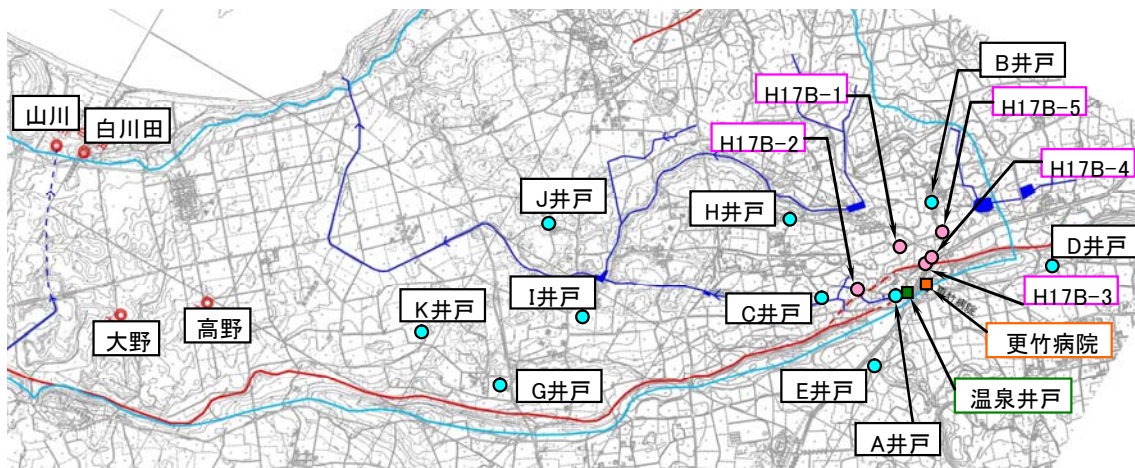 B井戸
H17B-1
H17B-5
山川
白川田
H17B-2
H17B-4
J井戸
H井戸
D井戸
C井戸
H17B-3
I井戸
K井戸
大野
高野
更竹病院
G井戸
E井戸
温泉井戸
A井戸